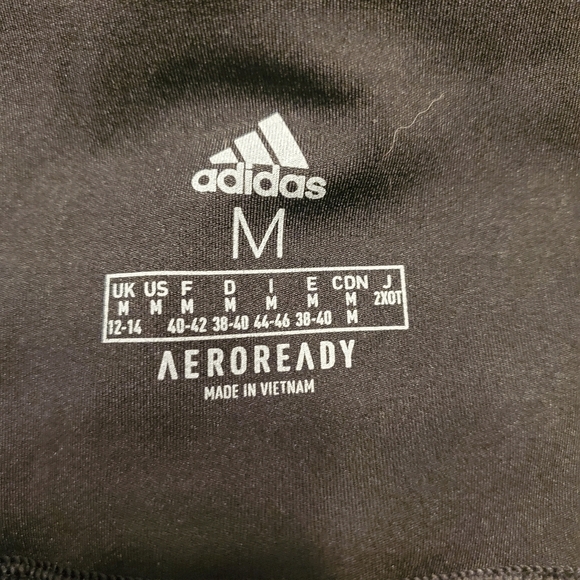 adidas
M
UK US F D I E CDN J
M M M M M M M 2XOT
12-14 40-42 38-40 44-46 38-40 M
AEROREADY
MADE IN VIETNAM